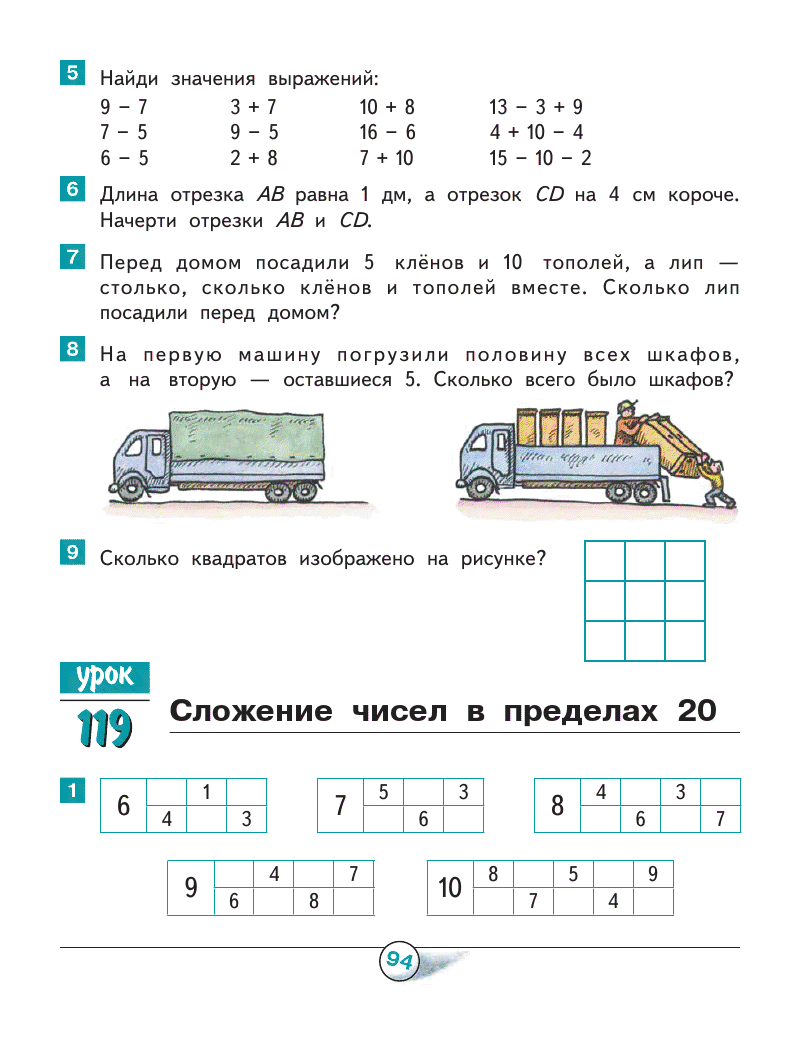 5 Найди значения выражений:
9 − 7 3 + 7 10 + 8 13 − 3 + 9
7 − 5 9 − 5 16 − 6 4 + 10 − 4
6 − 5 2 + 8 7 + 10 15 − 10 − 2
6 Длина отрезка AB равна 1 дм, а отрезок CD на 4 см короче.
Начерти отрезки AB и CD.
7 Перед домом посадили 5 клёнов и 10 тополей, а лип —
столько, сколько клёнов и тополей вместе. Сколько лип
посадили перед домом?
8 На первую машину погрузили половину всех шкафов,
а на вторую — оставшиеся 5. Сколько всего было шкафов?
9 Сколько квадратов изображено на рисунке?
урок
119
Сложение чисел в пределах 20
1
6 1
4 3
7 5 3
6
8 4 3
6 7
9 4 7
6 8
10 8 5 9
7 4
94